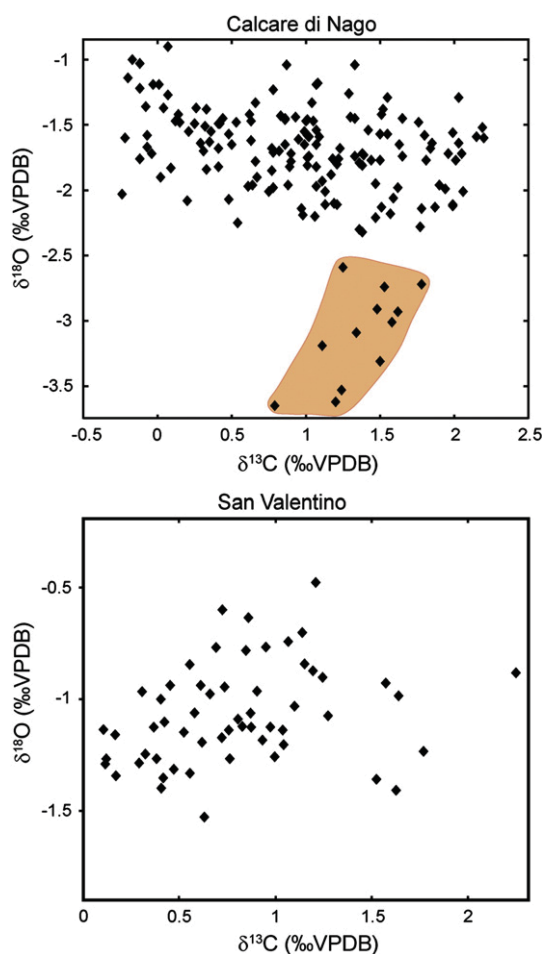 Calcare di Nago
-1
-1.5
-2
-2.5
-3
-3.5
δ¹⁸O (‰VPDB)
-0.5 0 0.5 1 1.5 2 2.5
δ¹³C (‰VPDB)
San Valentino
-0.5
-1
-1.5
δ¹⁸O (‰VPDB)
0 0.5 1 1.5 2
δ¹³C (‰VPDB)